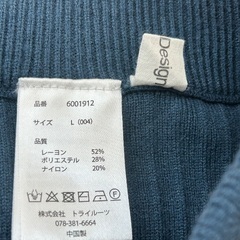 Design
品番 6001912
サイズ L (004)
品質
レーヨン 52%
ポリエステル 28%
ナイロン 20%
株式会社 トライルーツ
078-381-6664
中国製